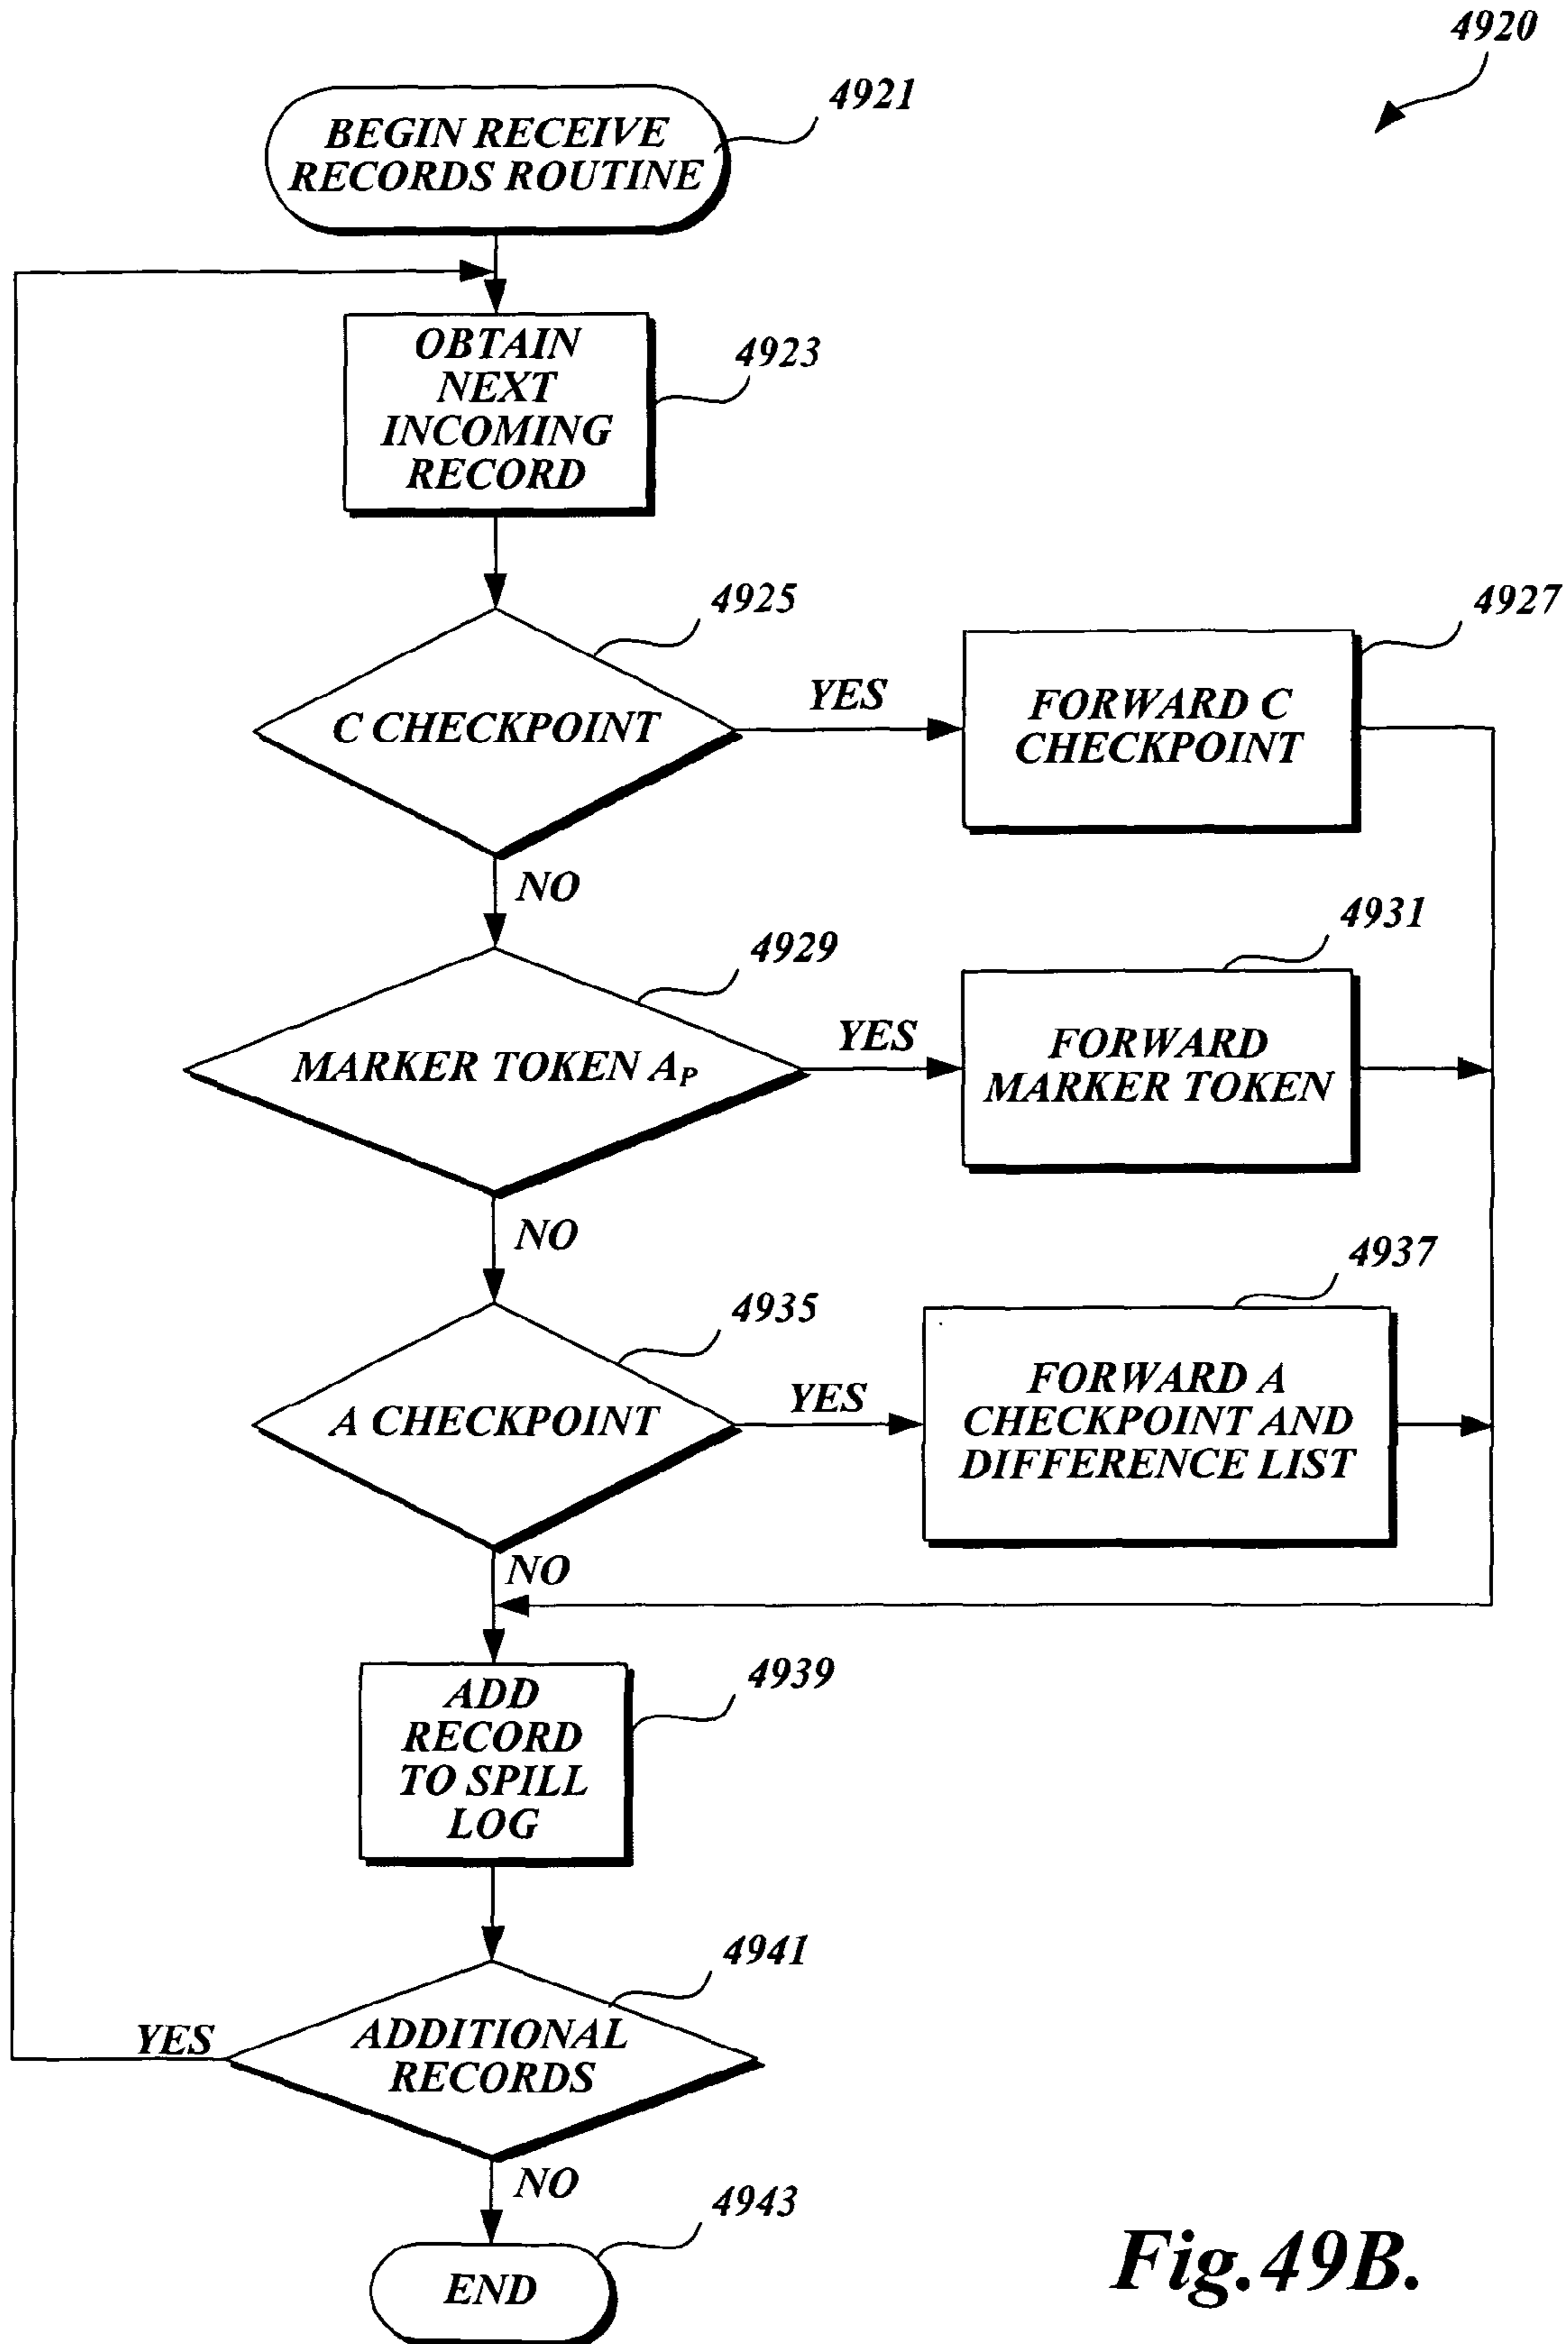 4920
4921
BEGIN RECEIVE
RECORDS ROUTINE
4923
OBTAIN
NEXT
INCOMING
RECORD
4925
C CHECKPOINT
YES
4927
FORWARD C
CHECKPOINT
NO
4929
MARKER TOKEN AP
YES
4931
FORWARD
MARKER TOKEN
NO
4935
A CHECKPOINT
YES
4937
FORWARD A
CHECKPOINT AND
DIFFERENCE LIST
NO
4939
ADD
RECORD
TO SPILL
LOG
4941
ADDITIONAL
RECORDS
YES
NO
4943
END
Fig.49B.